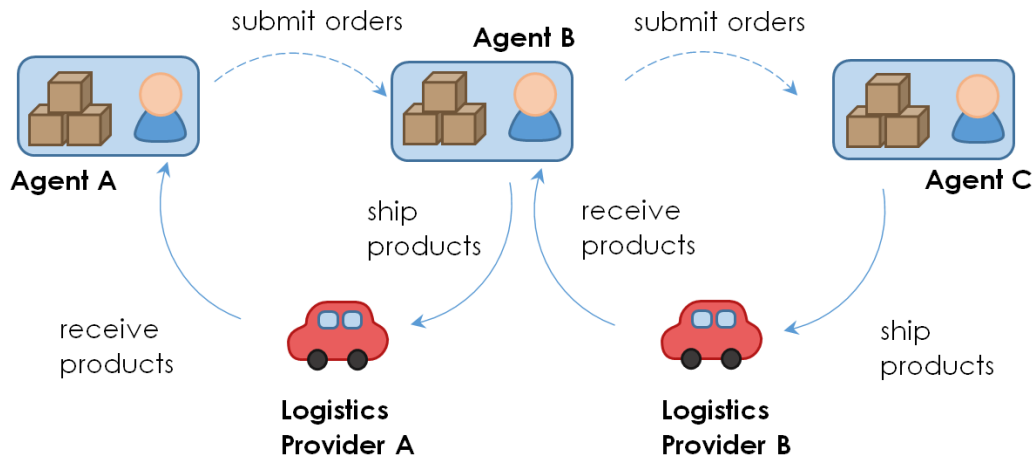 submit orders
Agent B
submit orders
Agent A
Agent C
ship
products
receive
products
receive
products
ship
products
Logistics
Provider A
Logistics
Provider B